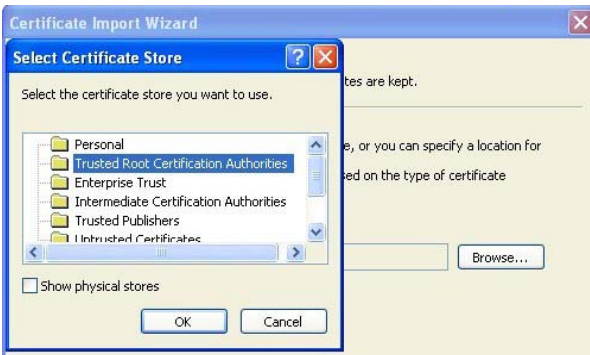 Certificate Import Wizard
Select Certificate Store
Select the certificate store you want to use.
Personal
Trusted Root Certification Authorities
Enterprise Trust
Intermediate Certification Authorities
Trusted Publishers
Untrusted Certificates
Show physical stores
OK Cancel
tes are kept.
e, or you can specify a location for
sed on the type of certificate
Browse...